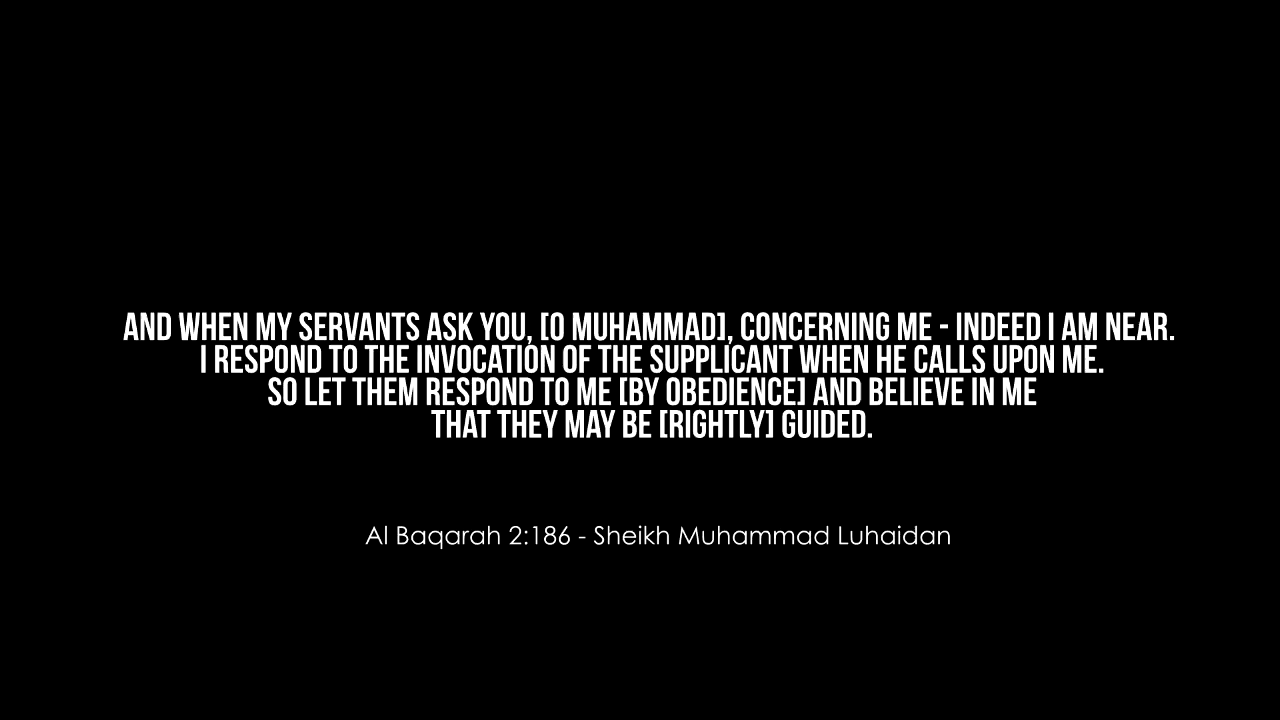 AND WHEN MY SERVANTS ASK YOU, [O MUHAMMAD], CONCERNING ME - INDEED I AM NEAR.
I RESPOND TO THE INVOCATION OF THE SUPPLICANT WHEN HE CALLS UPON ME.
SO LET THEM RESPOND TO ME [BY OBEDIENCE] AND BELIEVE IN ME
THAT THEY MAY BE [RIGHTLY] GUIDED.
Al Baqarah 2:186 - Sheikh Muhammad Luhaidan